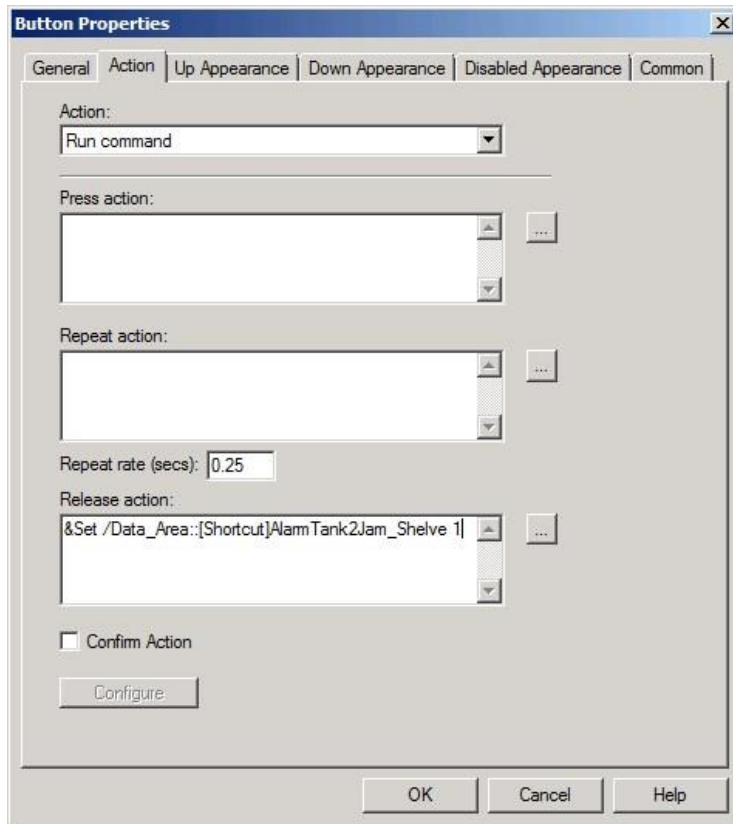 Button Properties
General Action Up Appearance Down Appearance Disabled Appearance Common
Action:
Run command
Press action:
...
Repeat action:
...
Repeat rate (secs): 0.25
Release action:
&Set /Data_Area::[Shortcut]AlarmTank2Jam_Shelve 1
...
Confirm Action
Configure
OK Cancel Help